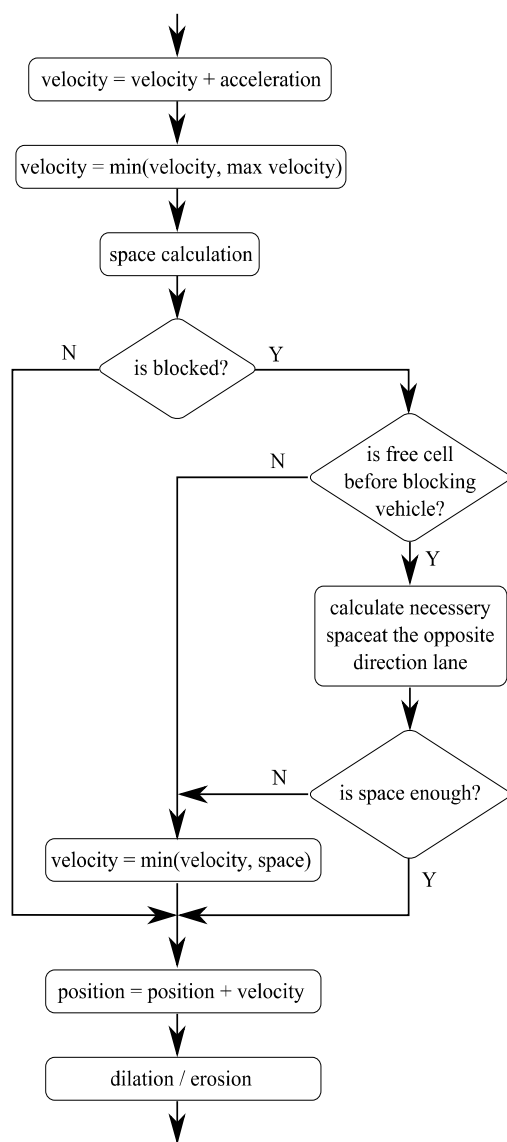 velocity = velocity + acceleration
velocity = min(velocity, max velocity)
space calculation
N
is blocked?
Y
N
is free cell
before blocking
vehicle?
Y
calculate necessery
spaceat the opposite
direction lane
N
is space enough?
velocity = min(velocity, space)
Y
position = position + velocity
dilation / erosion